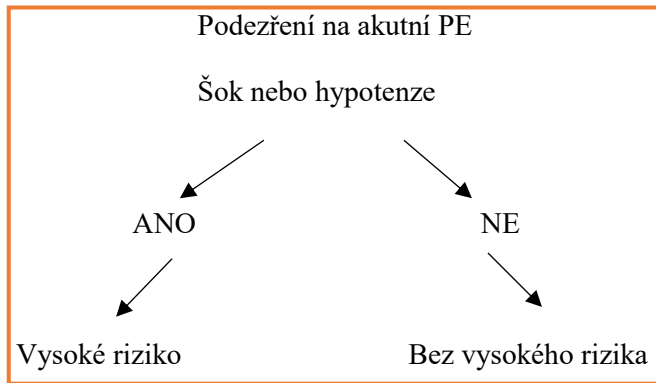 Podezření na akutní PE
Šok nebo hypotenze
ANO NE
Vysoké riziko Bez vysokého rizika